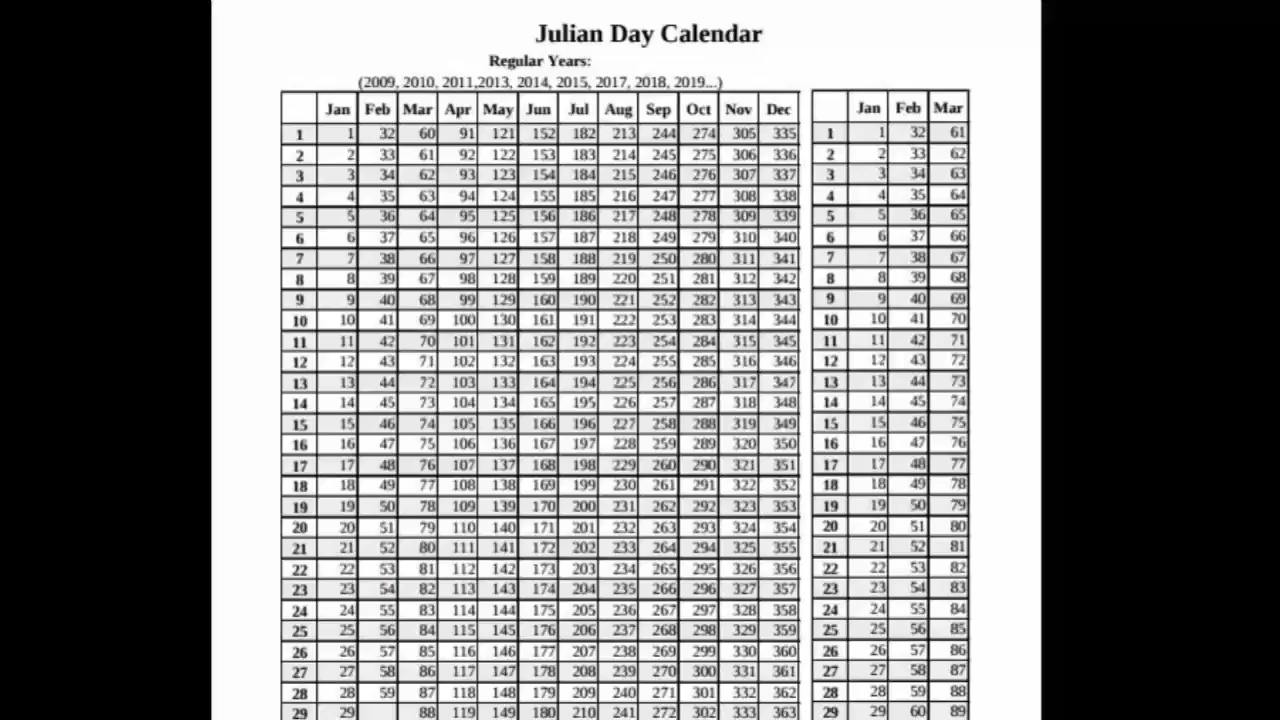 Julian Day Calendar
Regular Years:
(2009, 2010, 2011,2013, 2014, 2015, 2017, 2018, 2019...)
Jan Feb Mar Apr May Jun Jul Aug Sep Oct Nov Dec Jan Feb Mar
1 1 32 60 91 121 152 182 213 244 274 305 335 1 1 32 61
2 2 33 61 92 122 153 183 214 245 275 306 336 2 2 33 62
3 3 34 62 93 123 154 184 215 246 276 307 337 3 3 34 63
4 4 35 63 94 124 155 185 216 247 277 308 338 4 4 35 64
5 5 36 64 95 125 156 186 217 248 278 309 339 5 5 36 65
6 6 37 65 96 126 157 187 218 249 279 310 340 6 6 37 66
7 7 38 66 97 127 158 188 219 250 280 311 341 7 7 38 67
8 8 39 67 98 128 159 189 220 251 281 312 342 8 8 39 68
9 9 40 68 99 129 160 190 221 252 282 313 343 9 9 40 69
10 10 41 69 100 130 161 191 222 253 283 314 344 10 10 41 70
11 11 42 70 101 131 162 192 223 254 284 315 345 11 11 42 71
12 12 43 71 102 132 163 193 224 255 285 316 346 12 12 43 72
13 13 44 72 103 133 164 194 225 256 286 317 347 13 13 44 73
14 14 45 73 104 134 165 195 226 257 287 318 348 14 14 45 74
15 15 46 74 105 135 166 196 227 258 288 319 349 15 15 46 75
16 16 47 75 106 136 167 197 228 259 289 320 350 16 16 47 76
17 17 48 76 107 137 168 198 229 260 290 321 351 17 17 48 77
18 18 49 77 108 138 169 199 230 261 291 322 352 18 18 49 78
19 19 50 78 109 139 170 200 231 262 292 323 353 19 19 50 79
20 20 51 79 110 140 171 201 232 263 293 324 354 20 20 51 80
21 21 52 80 111 141 172 202 233 264 294 325 355 21 21 52 81
22 22 53 81 112 142 173 203 234 265 295 326 356 22 22 53 82
23 23 54 82 113 143 174 204 235 266 296 327 357 23 23 54 83
24 24 55 83 114 144 175 205 236 267 297 328 358 24 24 55 84
25 25 56 84 115 145 176 206 237 268 298 329 359 25 25 56 85
26 26 57 85 116 146 177 207 238 269 299 330 360 26 26 57 86
27 27 58 86 117 147 178 208 239 270 300 331 361 27 27 58 87
28 28 59 87 118 148 179 209 240 271 301 332 362 28 28 59 88
29 29 88 119 149 180 210 241 272 302 333 363 29 29 60 89